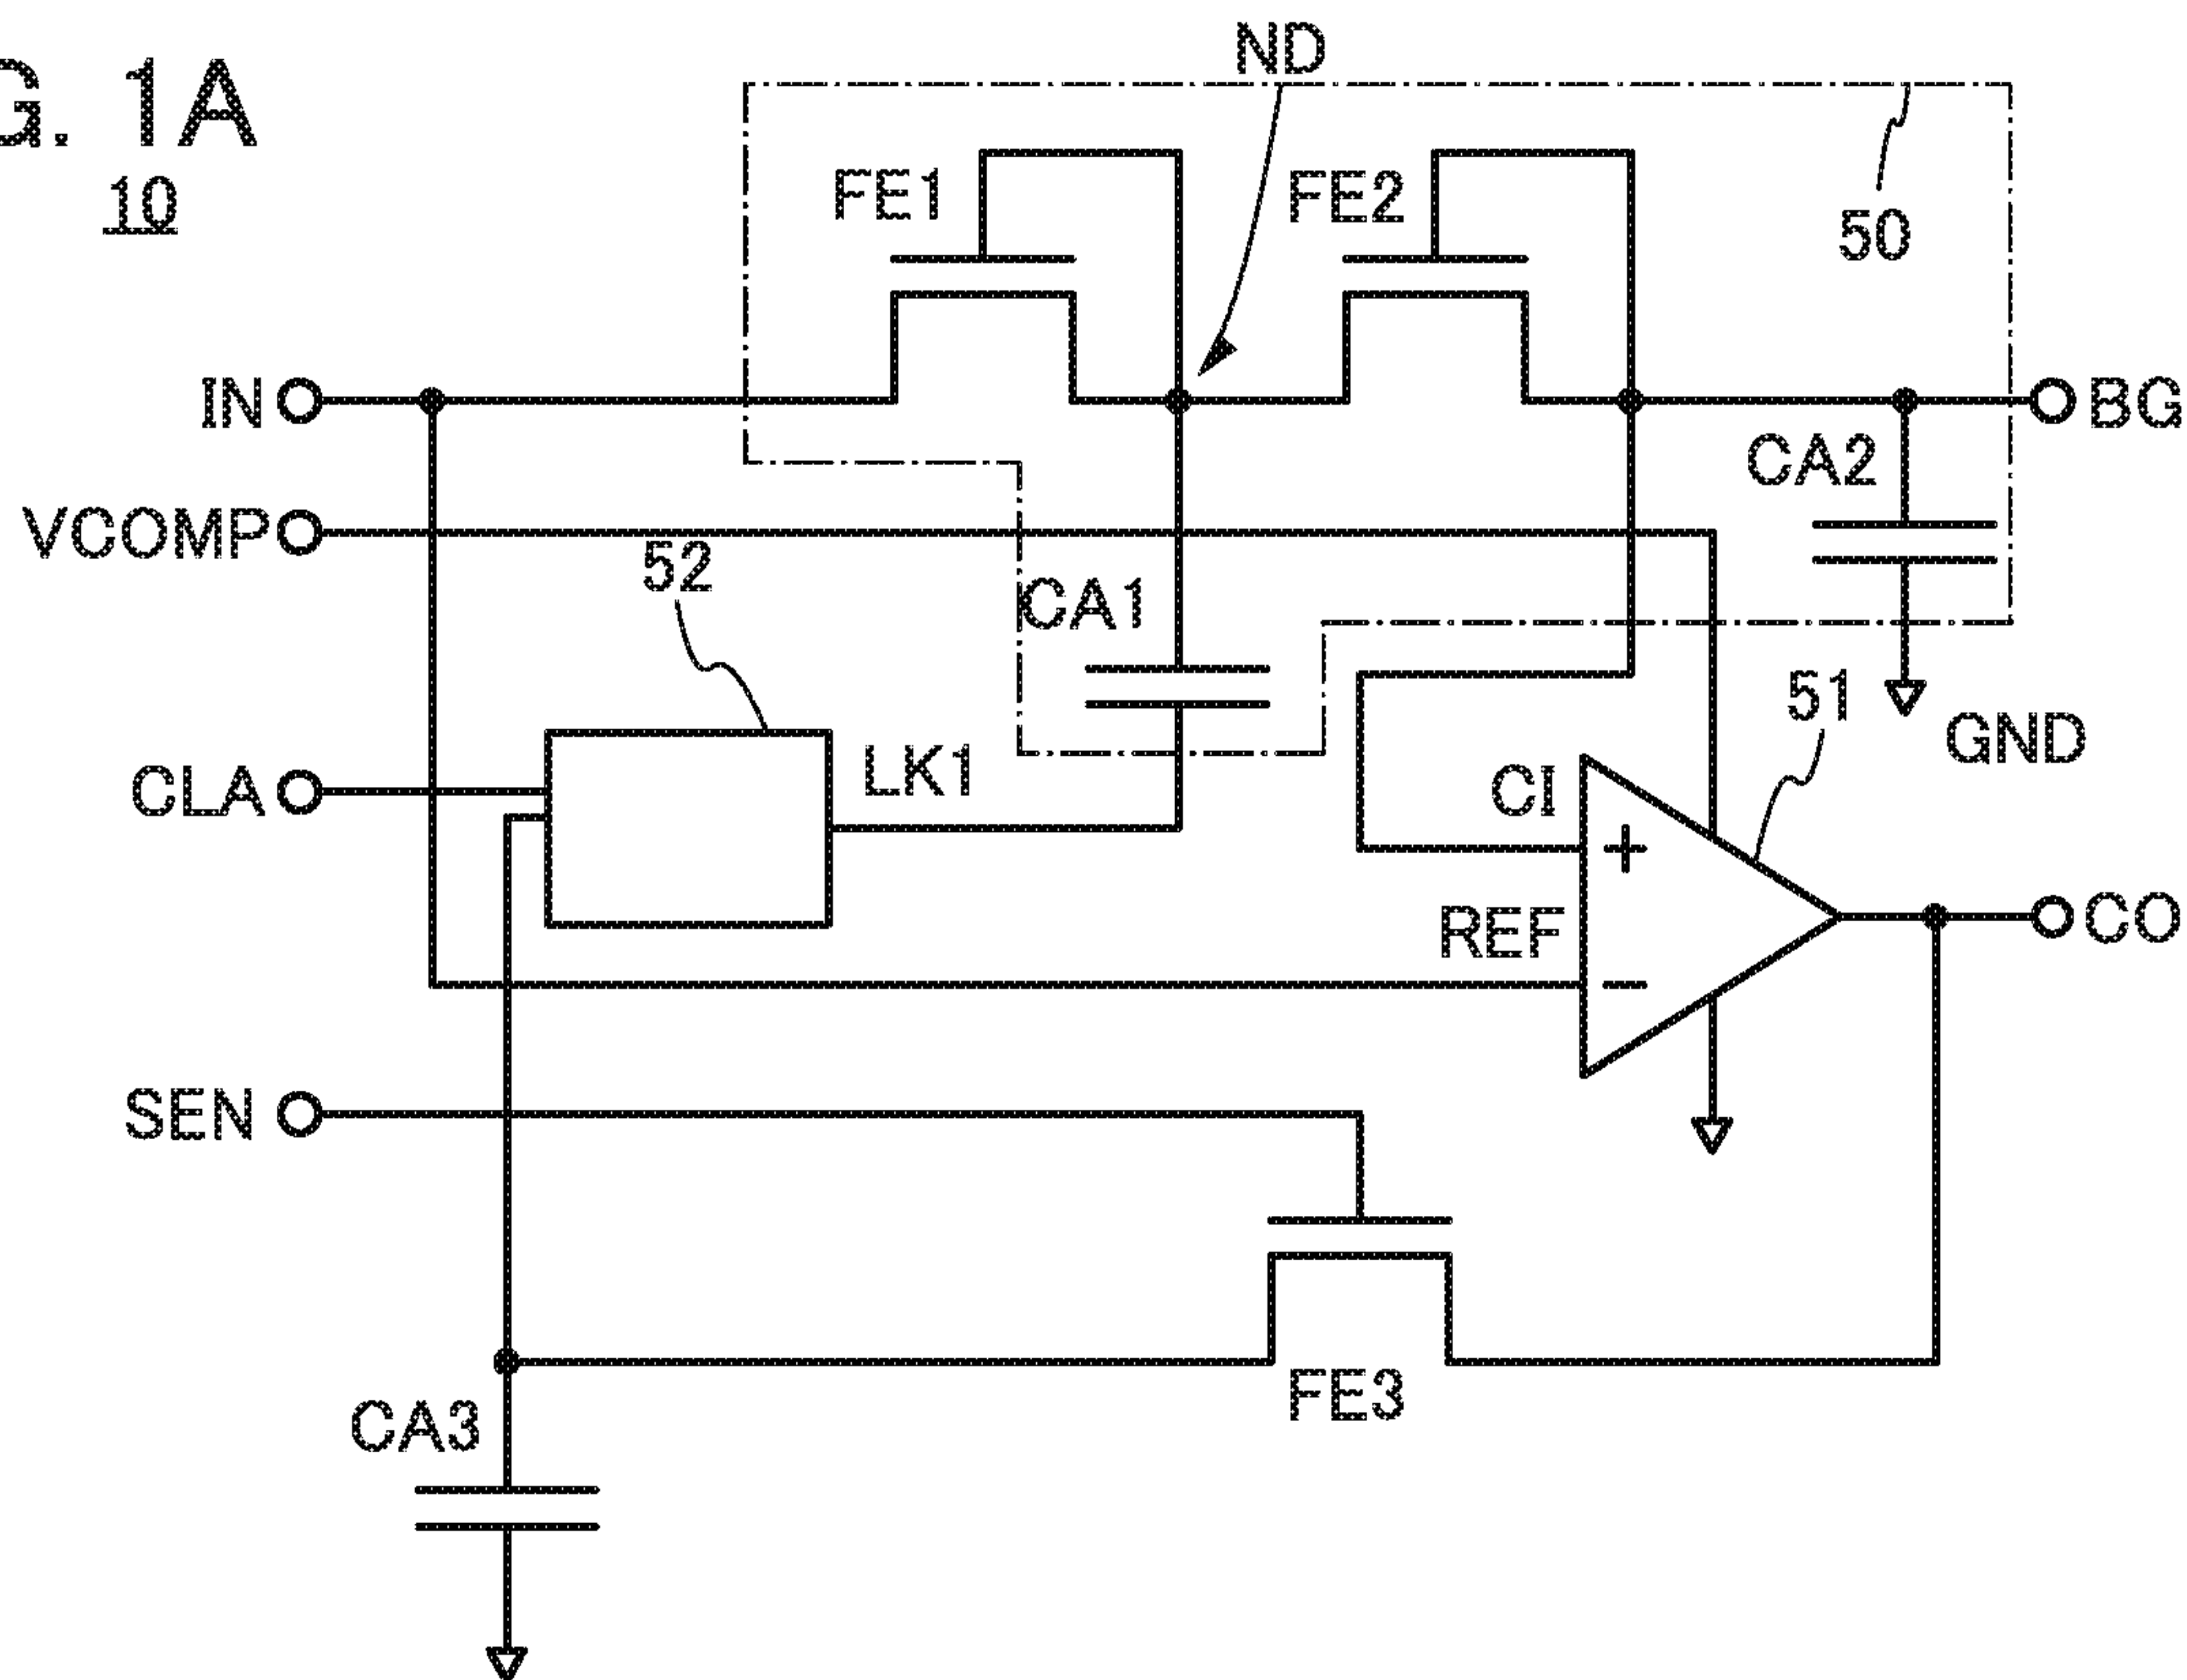 G. 1A
10
ND
FE1
FE2
50
IN
BG
CA2
VCOMP
52
CA1
51
GND
CLA
LK1
CI
+
REF
-
CO
SEN
FE3
CA3